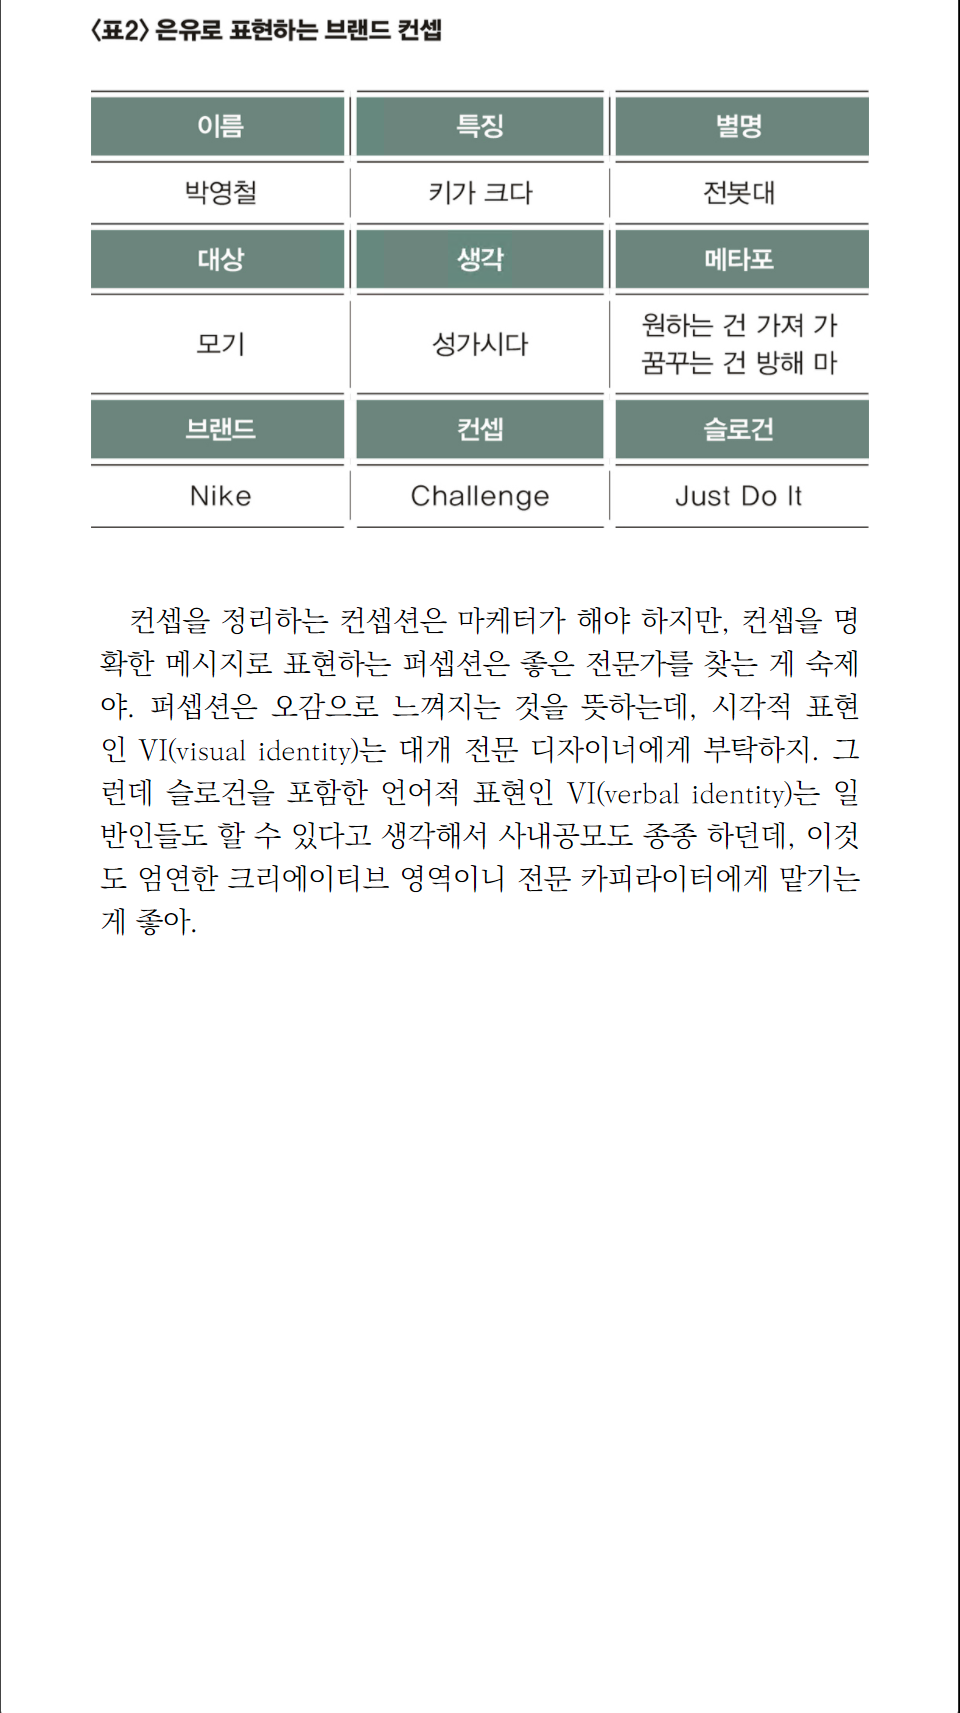 〈표2〉 은유로 표현하는 브랜드 컨셉
이름 특징 별명
박영철 키가 크다 전봇대
대상 생각 메타포
모기 성가시다 원하는 건 가져 가
꿈꾸는 건 방해 마
브랜드 컨셉 슬로건
Nike Challenge Just Do It
컨셉을 정리하는 컨셉션은 마케터가 해야 하지만, 컨셉을 명
확한 메시지로 표현하는 퍼셉션은 좋은 전문가를 찾는 게 숙제
야. 퍼셉션은 오감으로 느껴지는 것을 뜻하는데, 시각적 표현
인 VI(visual identity)는 대개 전문 디자이너에게 부탁하지. 그
런데 슬로건을 포함한 언어적 표현인 VI(verbal identity)는 일
반인들도 할 수 있다고 생각해서 사내공모도 종종 하던데, 이것
도 엄연한 크리에이티브 영역이니 전문 카피라이터에게 맡기는
게 좋아.